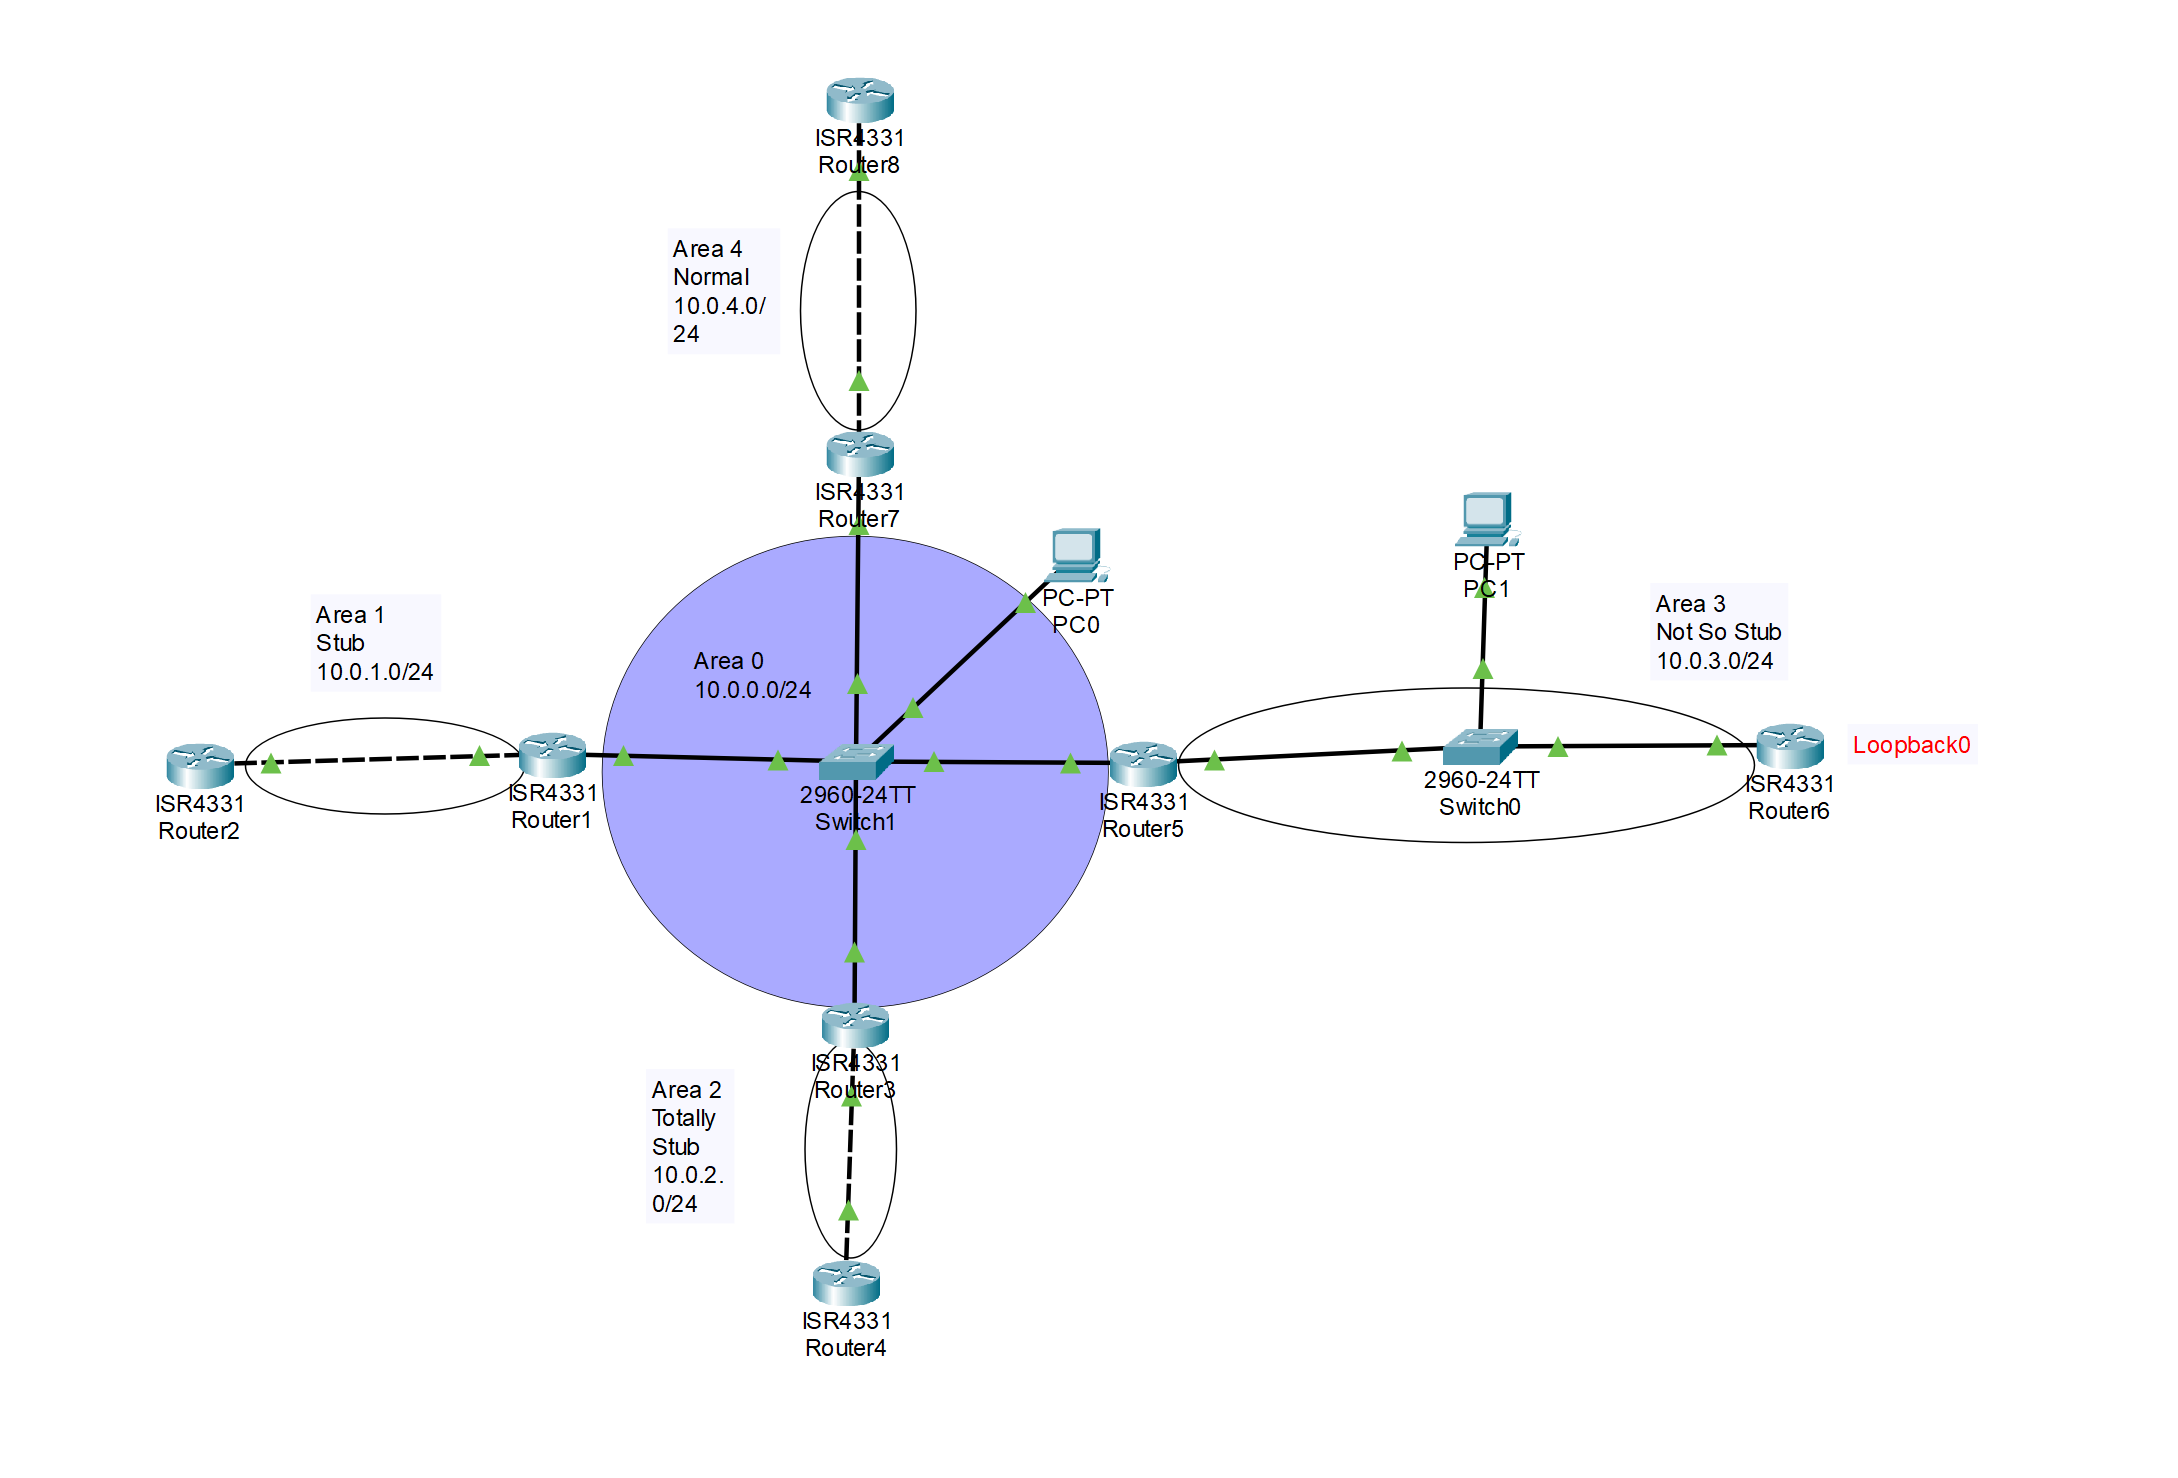 ISR4331
Router8
Area 4
Normal
10.0.4.0/
24
ISR4331
Router7
PC-PT
PC0
PC-PT
PC1
Area 3
Not So Stub
10.0.3.0/24
Area 1
Stub
10.0.1.0/24
Area 0
10.0.0.0/24
ISR4331
Router2
ISR4331
Router1
2960-24TT
Switch1
ISR4331
Router5
2960-24TT
Switch0
ISR4331
Router6
Loopback0
ISR4331
Router3
Area 2
Totally
Stub
10.0.2.
0/24
ISR4331
Router4